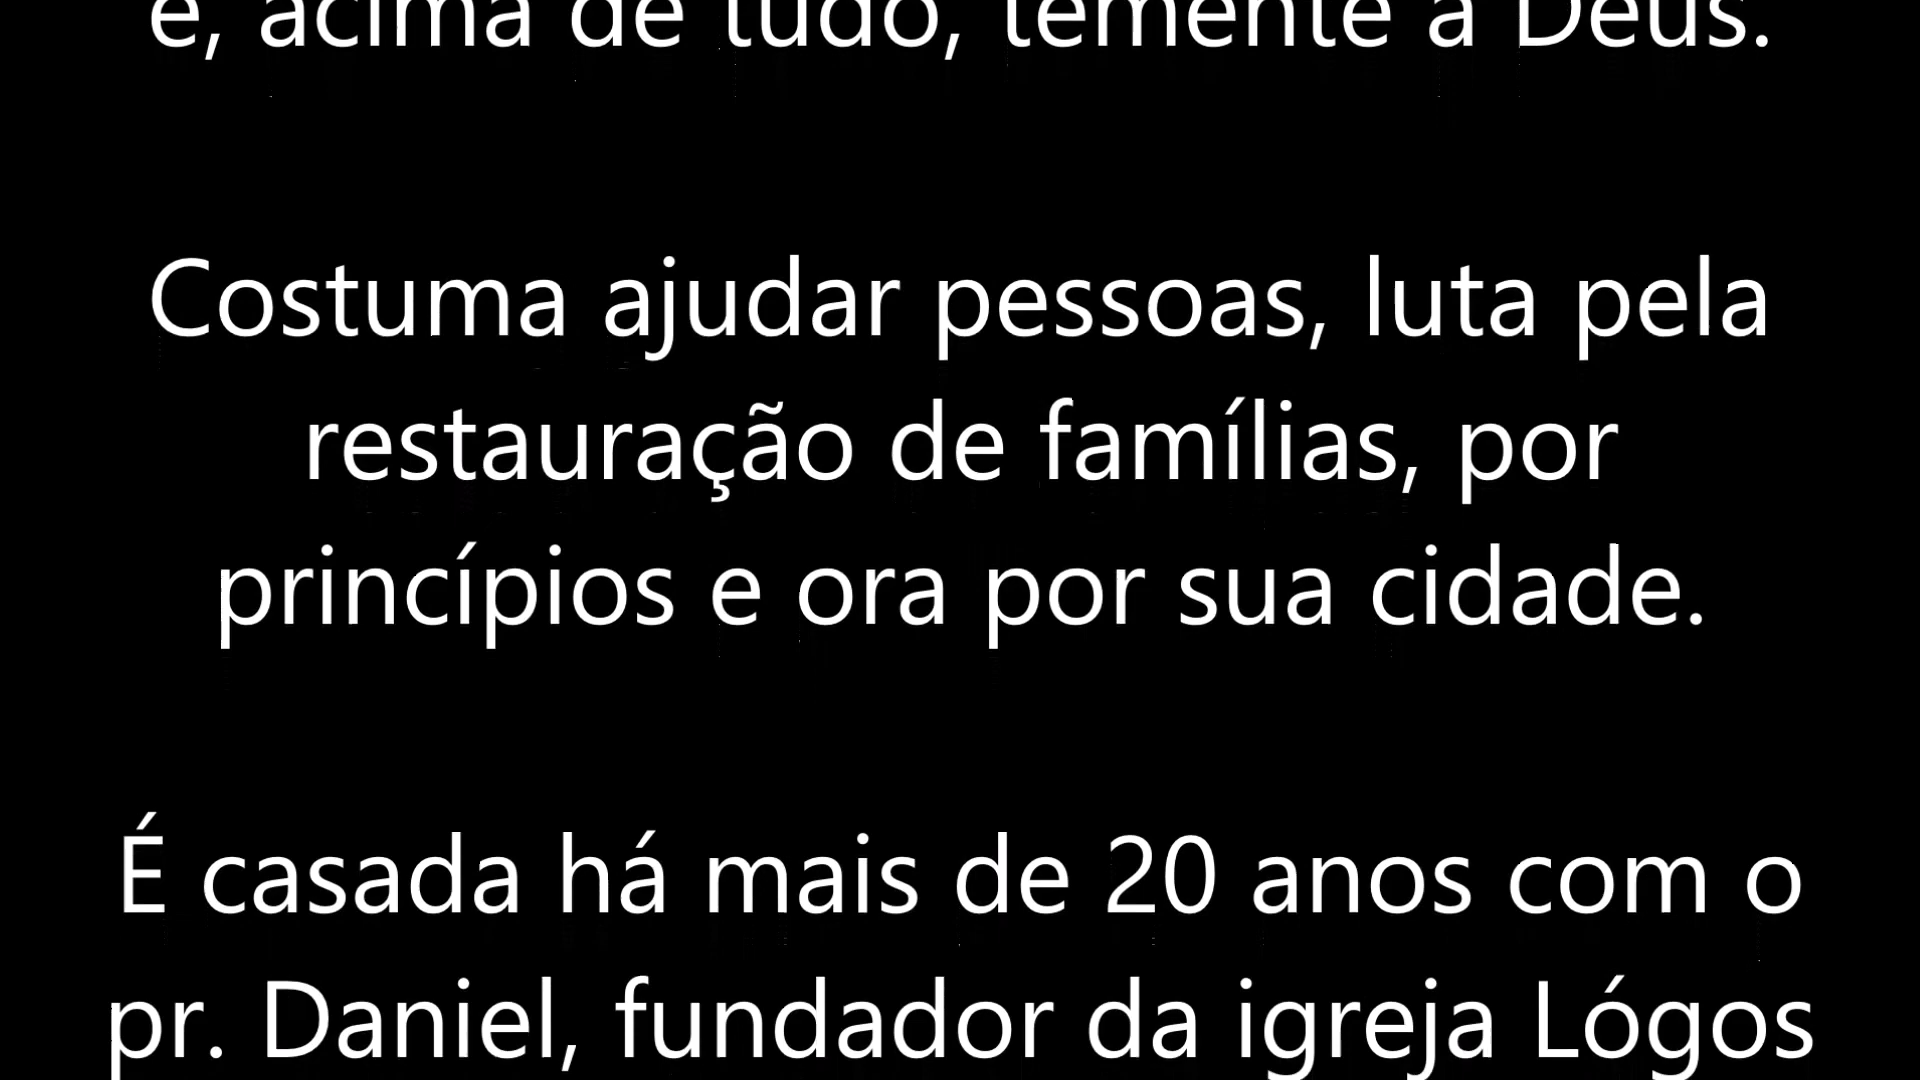 e, acima de tudo, temente a Deus.
Costuma ajudar pessoas, luta pela
restauração de famílias, por
princípios e ora por sua cidade.
É casada há mais de 20 anos com o
pr. Daniel, fundador da igreja Lógos